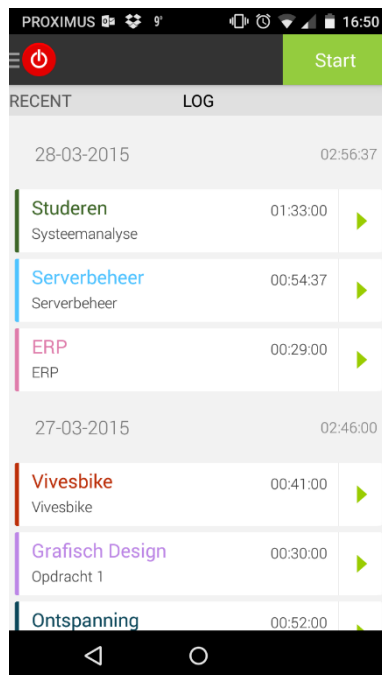 PROXIMUS 9° 16:50
Start
RECENT LOG
28-03-2015 02:56:37
Studeren 01:33:00
Systeemanalyse
Serverbeheer 00:54:37
Serverbeheer
ERP 00:29:00
ERP
27-03-2015 02:46:00
Vivesbike 00:41:00
Vivesbike
Grafisch Design 00:30:00
Opdracht 1
Ontspanning 00:52:00